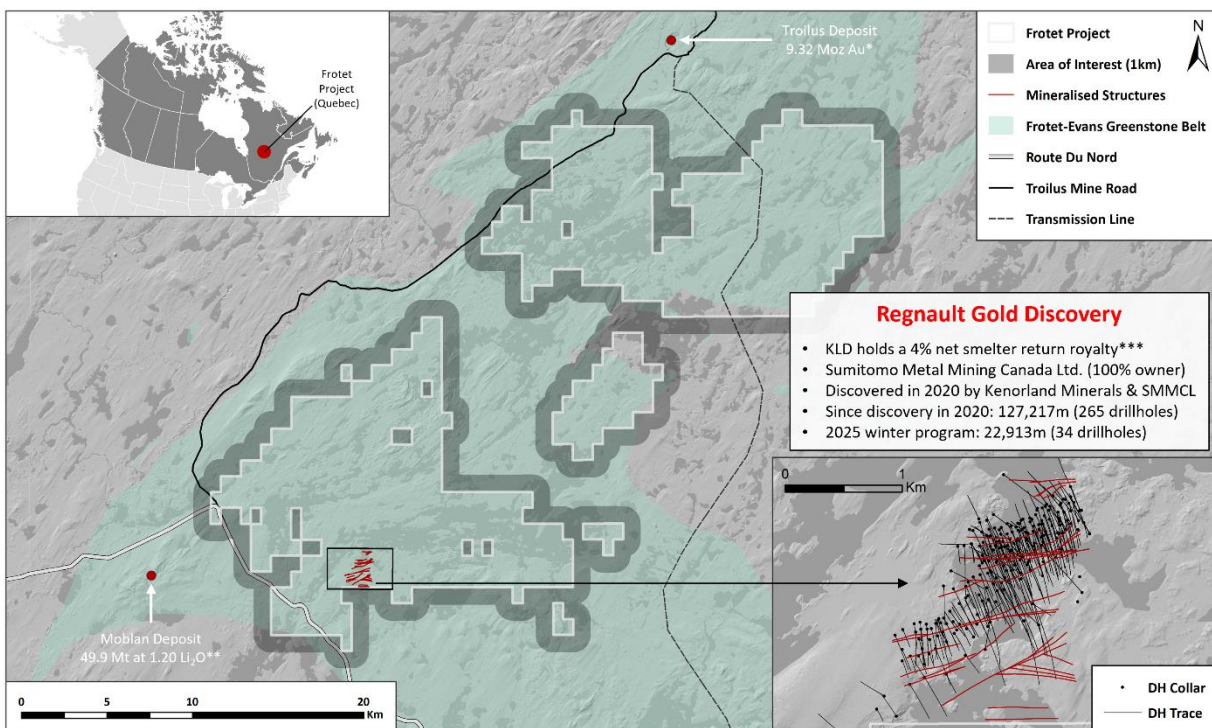 Frotet
Project
(Quebec)
Troilus Deposit
9.32 Moz Au*
N
Frotet Project
Area of Interest (1km)
Mineralised Structures
Frotet-Evans Greenstone Belt
Route Du Nord
Troilus Mine Road
Transmission Line
Regnault Gold Discovery
• KLD holds a 4% net smelter return royalty***
• Sumitomo Metal Mining Canada Ltd. (100% owner)
• Discovered in 2020 by Kenorland Minerals & SMMCL
• Since discovery in 2020: 127,217m (265 drillholes)
• 2025 winter program: 22,913m (34 drillholes)
0 1
Km
Moblan Deposit
49.9 Mt at 1.20 Li₂O**
0 5 10 20
Km
DH Collar
DH Trace